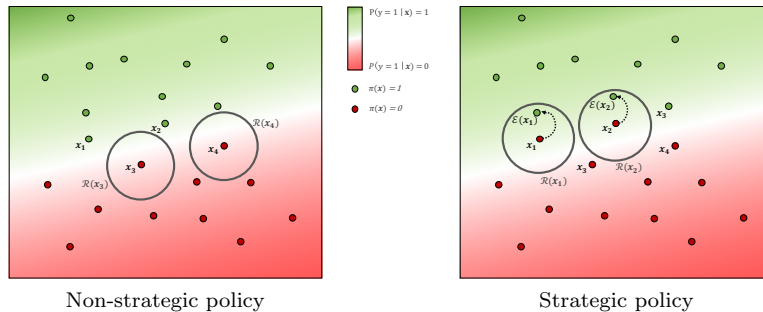 x₁
x₂
x₃
x₄
R(x₃)
R(x₄)
Non-strategic policy
P(y = 1 | x) = 1
P(y = 1 | x) = 0
π(x) = 1
π(x) = 0
ℰ(x₁)
ℰ(x₂)
x₁
x₂
x₃
x₃
x₄
R(x₁)
R(x₂)
Strategic policy